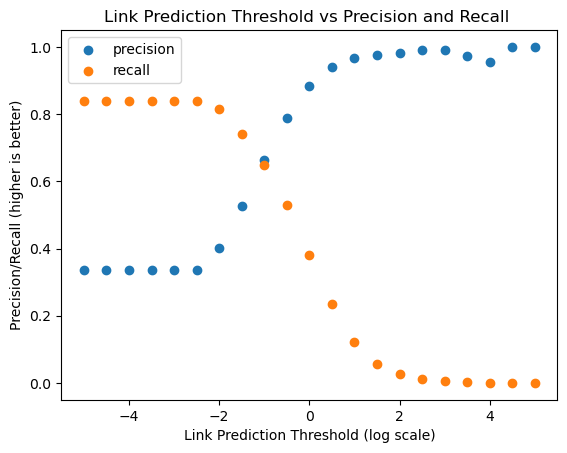 Link Prediction Threshold vs Precision and Recall
precision
recall
1.0
0.8
0.6
0.4
0.2
0.0
Precision/Recall (higher is better)
−4
−2
0
2
4
Link Prediction Threshold (log scale)